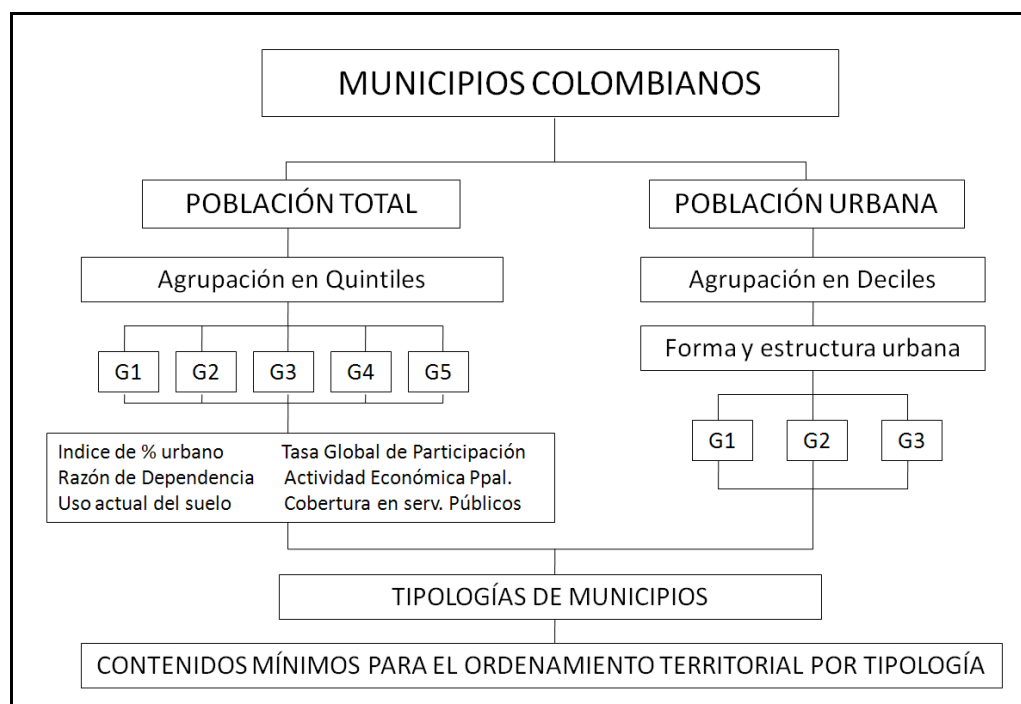 MUNICIPIOS COLOMBIANOS
POBLACIÓN TOTAL
POBLACIÓN URBANA
Agrupación en Quintiles
Agrupación en Deciles
Forma y estructura urbana
G1
G2
G3
G4
G5
G1
G2
G3
Indice de % urbano
Razón de Dependencia
Uso actual del suelo
Tasa Global de Participación
Actividad Económica Ppal.
Cobertura en serv. Públicos
TIPOLOGÍAS DE MUNICIPIOS
CONTENIDOS MÍNIMOS PARA EL ORDENAMIENTO TERRITORIAL POR TIPOLOGÍA